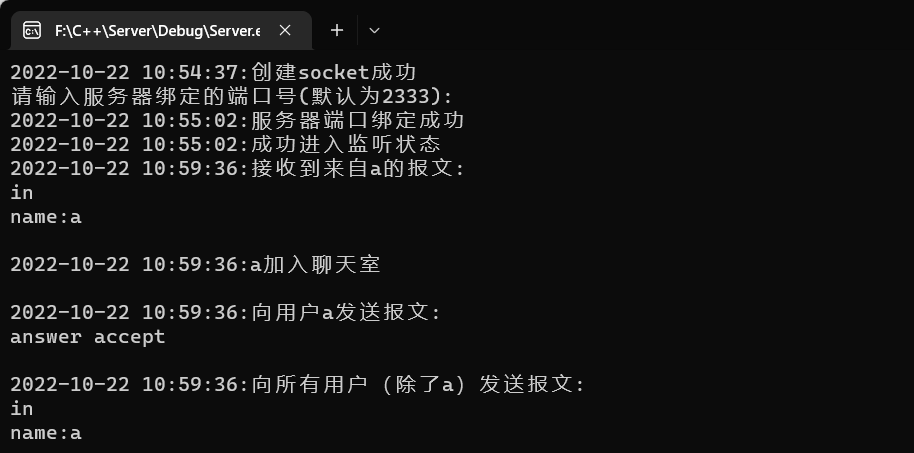 F:\C++\Server\Debug\Server.e
2022-10-22 10:54:37:创建socket成功
请输入服务器绑定的端口号(默认为2333):
2022-10-22 10:55:02:服务器端口绑定成功
2022-10-22 10:55:02:成功进入监听状态
2022-10-22 10:59:36:接收到来自a的报文:
in
name:a
2022-10-22 10:59:36:a加入聊天室
2022-10-22 10:59:36:向用户a发送报文:
answer accept
2022-10-22 10:59:36:向所有用户（除了a）发送报文:
in
name:a